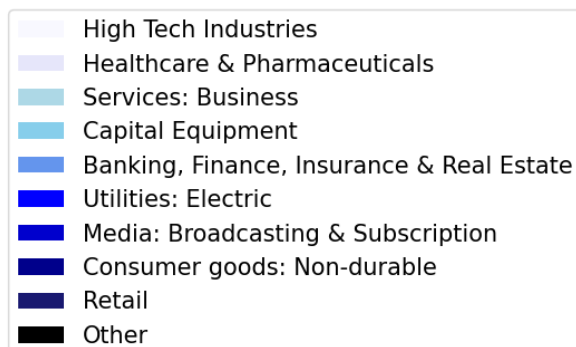 High Tech Industries
Healthcare & Pharmaceuticals
Services: Business
Capital Equipment
Banking, Finance, Insurance & Real Estate
Utilities: Electric
Media: Broadcasting & Subscription
Consumer goods: Non-durable
Retail
Other